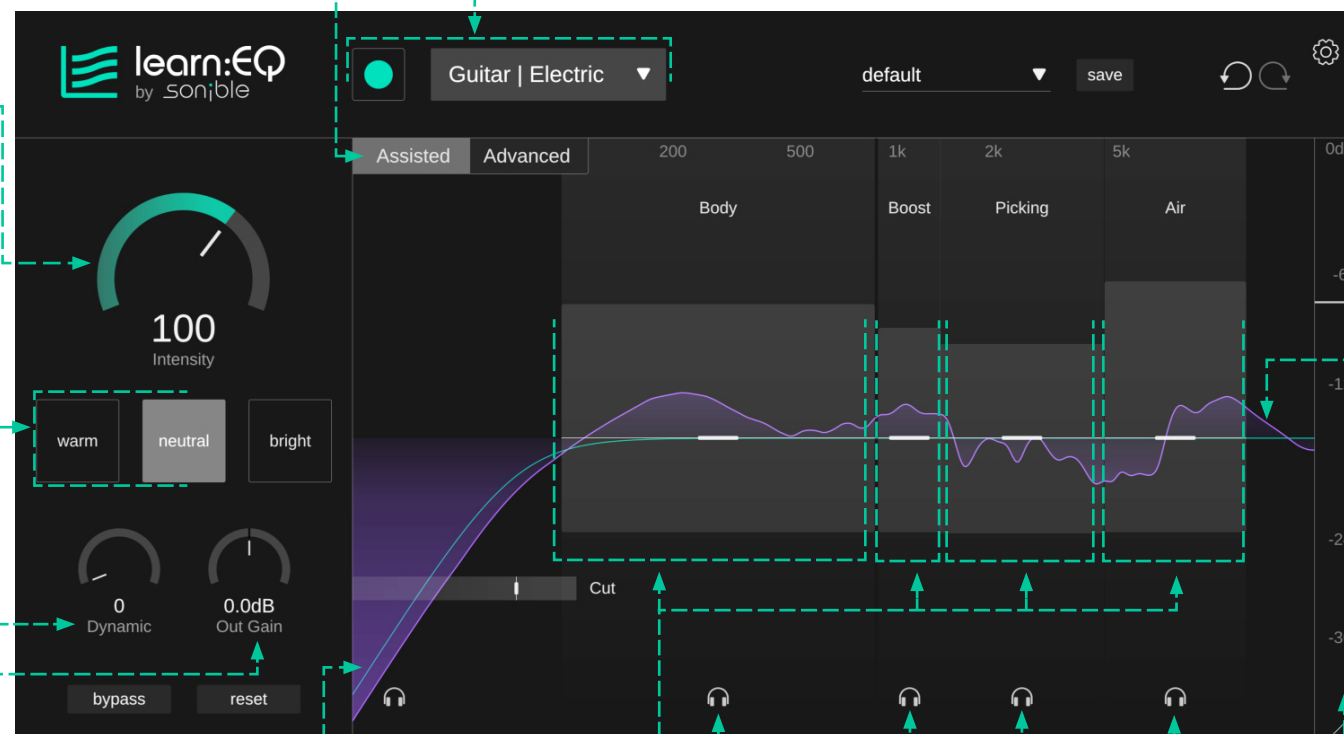 learn:EQ
by sonible
Guitar | Electric
default
save
Assisted
Advanced
200
500
1k
2k
5k
Body
Boost
Picking
Air
100
Intensity
warm
neutral
bright
0
Dynamic
0.0dB
Out Gain
Cut
bypass
reset